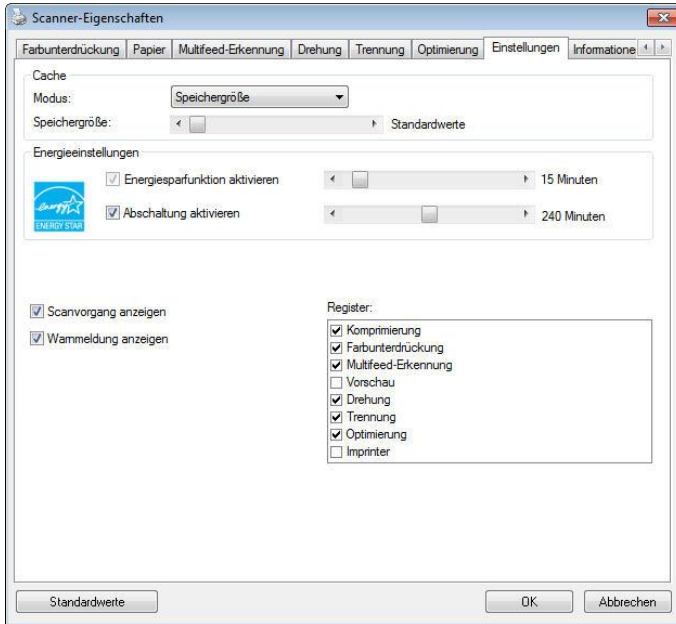 Scanner-Eigenschaften
Farbunterdrückung Papier Multifeed-Erkennung Drehung Trennung Optimierung Einstellungen Informatione
Cache
Modus: Speichergröße
Speichergröße: Standardwerte
Energieeinstellungen
Energiesparfunktion aktivieren 15 Minuten
Abschaltung aktivieren 240 Minuten
energy
ENERGY STAR
Scanvorgang anzeigen
Warnmeldung anzeigen
Register:
Komprimierung
Farbunterdrückung
Multifeed-Erkennung
Vorschau
Drehung
Trennung
Optimierung
Imprinter
Standardwerte OK Abbrechen